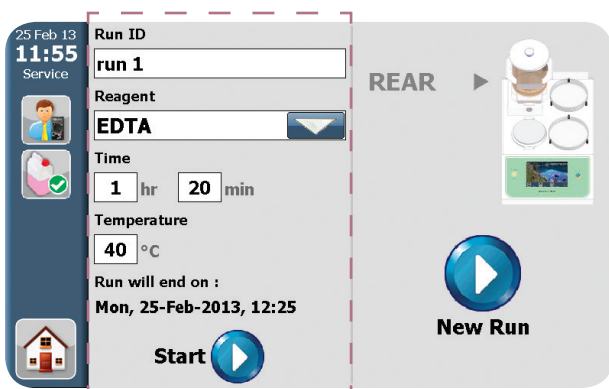 25 Feb 13
11:55
Service
Run ID
run 1
Reagent
EDTA
Time
1 hr 20 min
Temperature
40 °C
Run will end on :
Mon, 25-Feb-2013, 12:25
Start
REAR
New Run